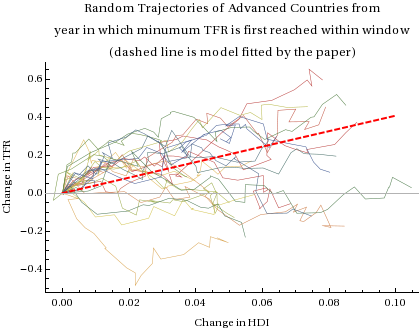 Random Trajectories of Advanced Countries from
year in which minumum TFR is first reached within window
(dashed line is model fitted by the paper)
Change in TFR
0.6
0.4
0.2
0.0
−0.2
−0.4
0.00 0.02 0.04 0.06 0.08 0.10
Change in HDI